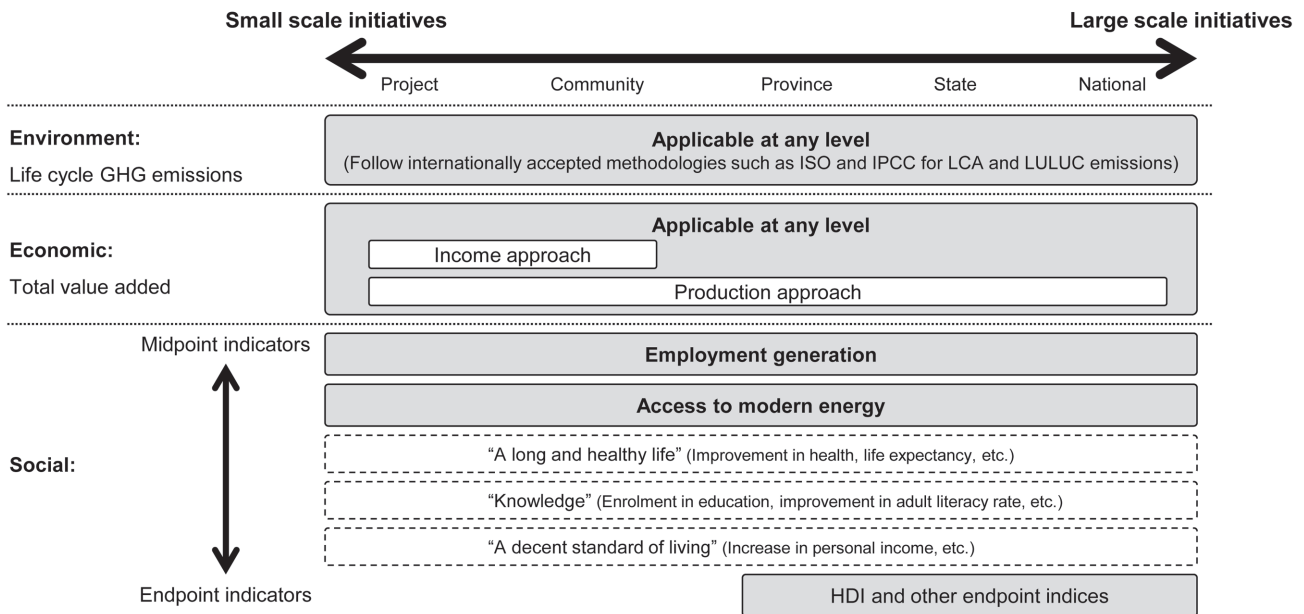 Small scale initiatives
Large scale initiatives
Project
Community
Province
State
National
Environment:
Life cycle GHG emissions
Applicable at any level
(Follow internationally accepted methodologies such as ISO and IPCC for LCA and LULUC emissions)
Economic:
Total value added
Applicable at any level
Income approach
Production approach
Midpoint indicators
Employment generation
Access to modern energy
Social:
“A long and healthy life” (Improvement in health, life expectancy, etc.)
“Knowledge” (Enrolment in education, improvement in adult literacy rate, etc.)
“A decent standard of living” (Increase in personal income, etc.)
Endpoint indicators
HDI and other endpoint indices